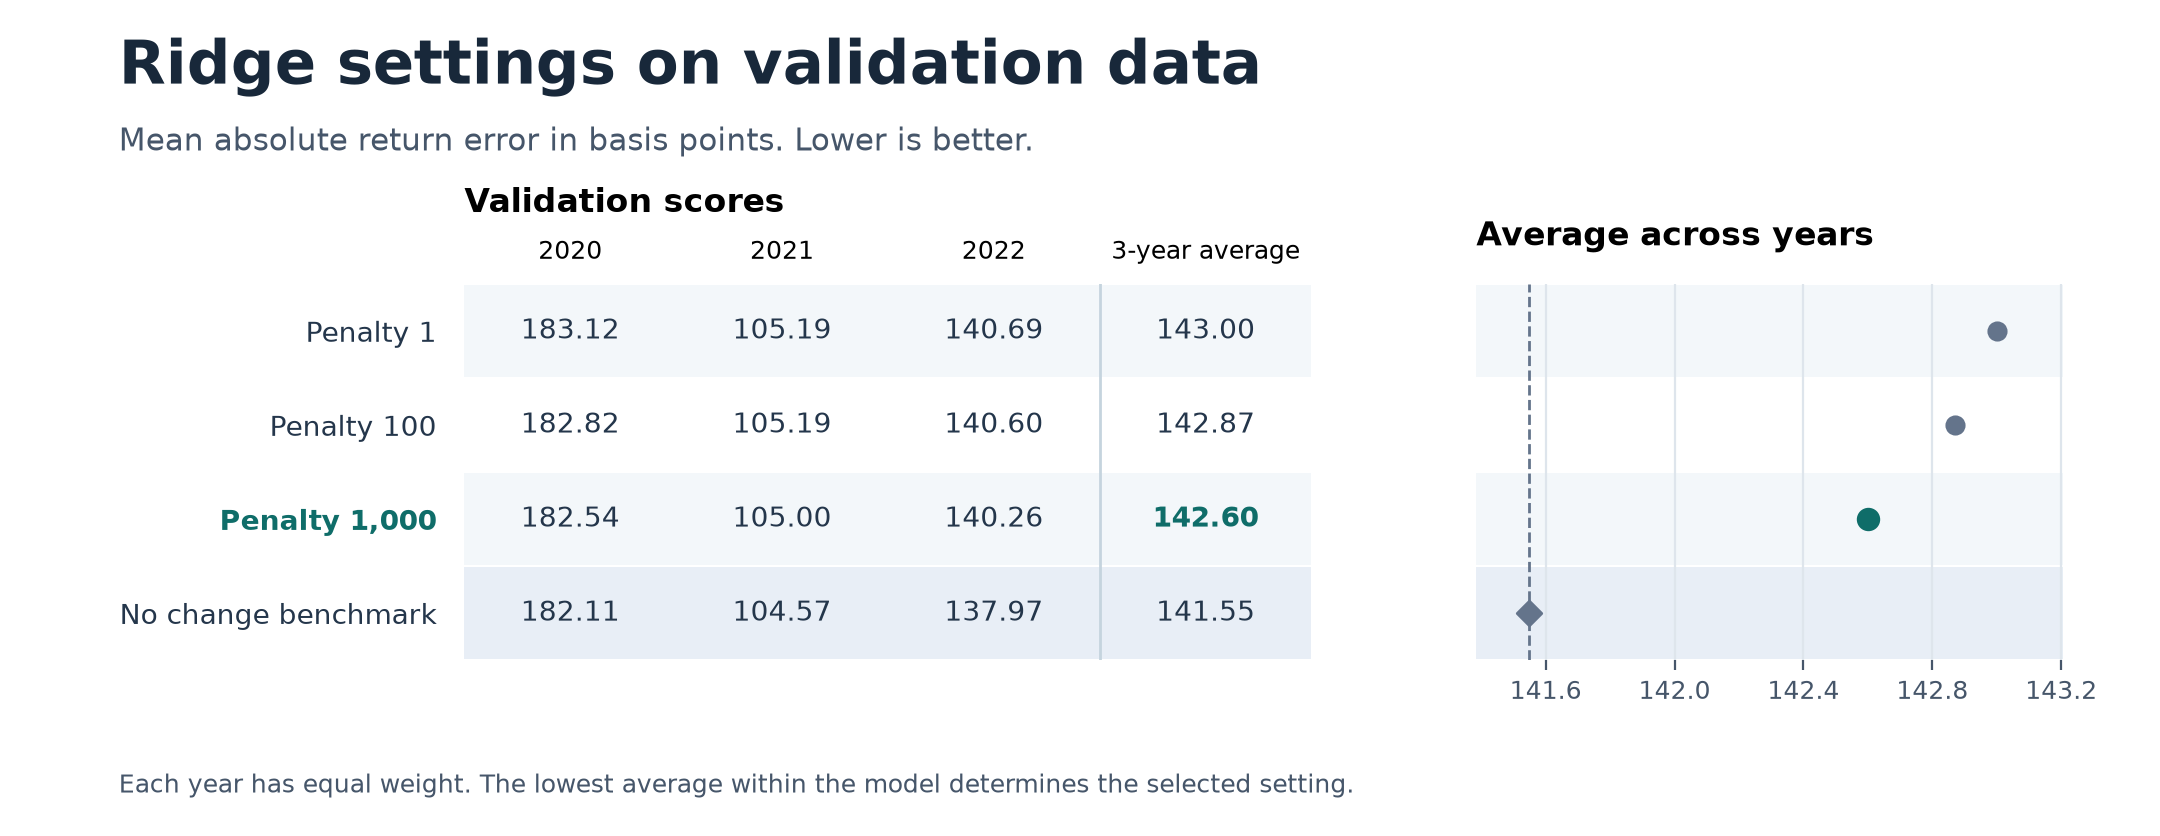 Ridge settings on validation data
Mean absolute return error in basis points. Lower is better.
Validation scores
2020 2021 2022 3-year average
Penalty 1 183.12 105.19 140.69 143.00
Penalty 100 182.82 105.19 140.60 142.87
Penalty 1,000 182.54 105.00 140.26 142.60
No change benchmark 182.11 104.57 137.97 141.55
Average across years
141.6 142.0 142.4 142.8 143.2
Each year has equal weight. The lowest average within the model determines the selected setting.